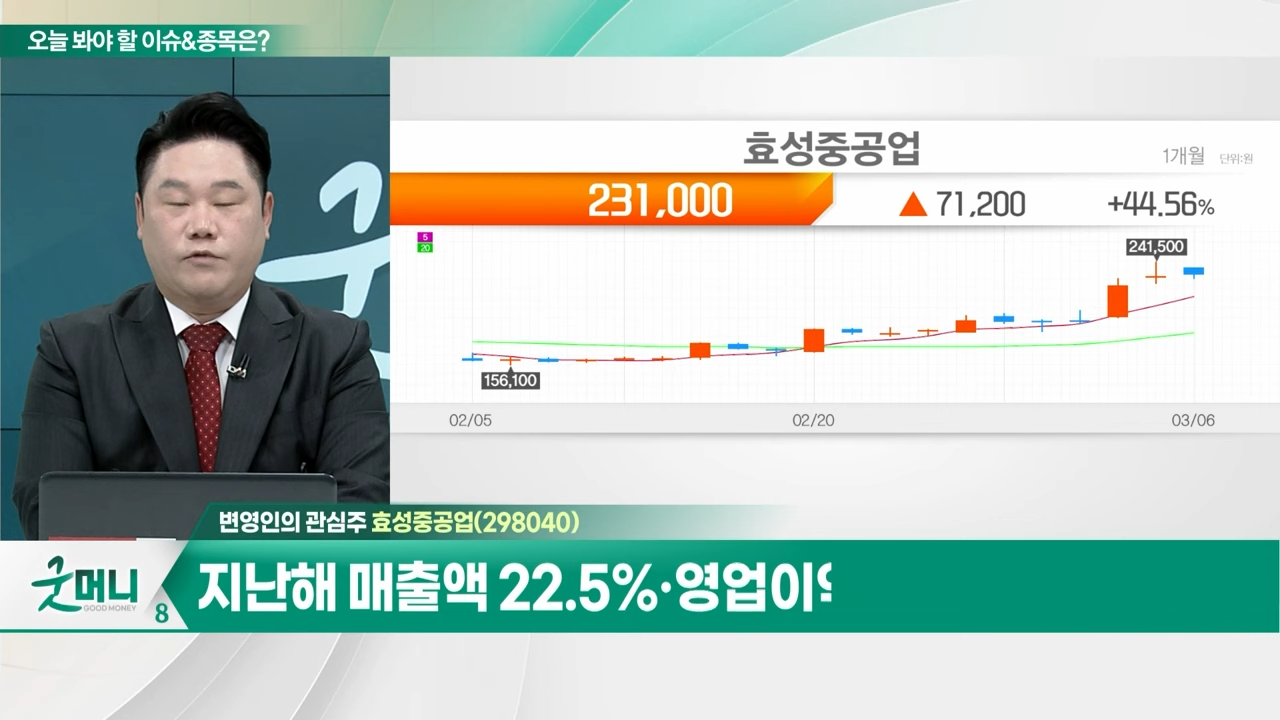 오늘 봐야 할 이슈&종목은?
효성중공업
1개월 단위:원
231,000 ▲ 71,200 +44.56%
5
20
241,500
156,100
02/05 02/20 03/06
변영인의 관심주 효성중공업(298040)
지난해 매출액 22.5%·영업이
굿머니
GOOD MONEY
8